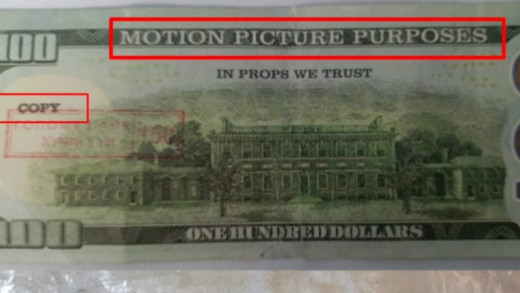 100
MOTION PICTURE PURPOSES
IN PROPS WE TRUST
COPY
ONE HUNDRED DOLLARS
100